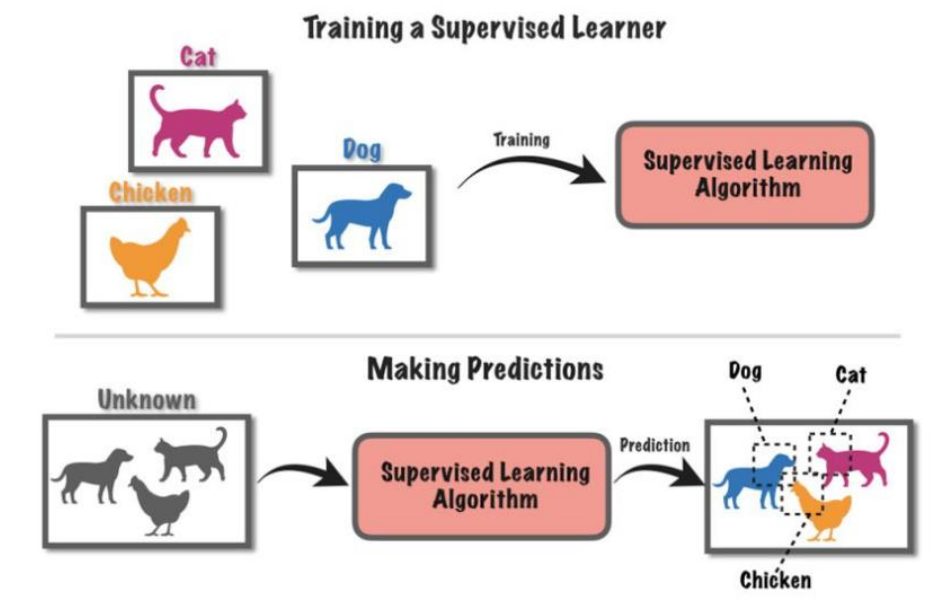 Training a Supervised Learner
Cat
Dog
Chicken
Training
Supervised Learning
Algorithm
Making Predictions
Unknown
Supervised Learning
Algorithm
Prediction
Dog
Cat
Chicken